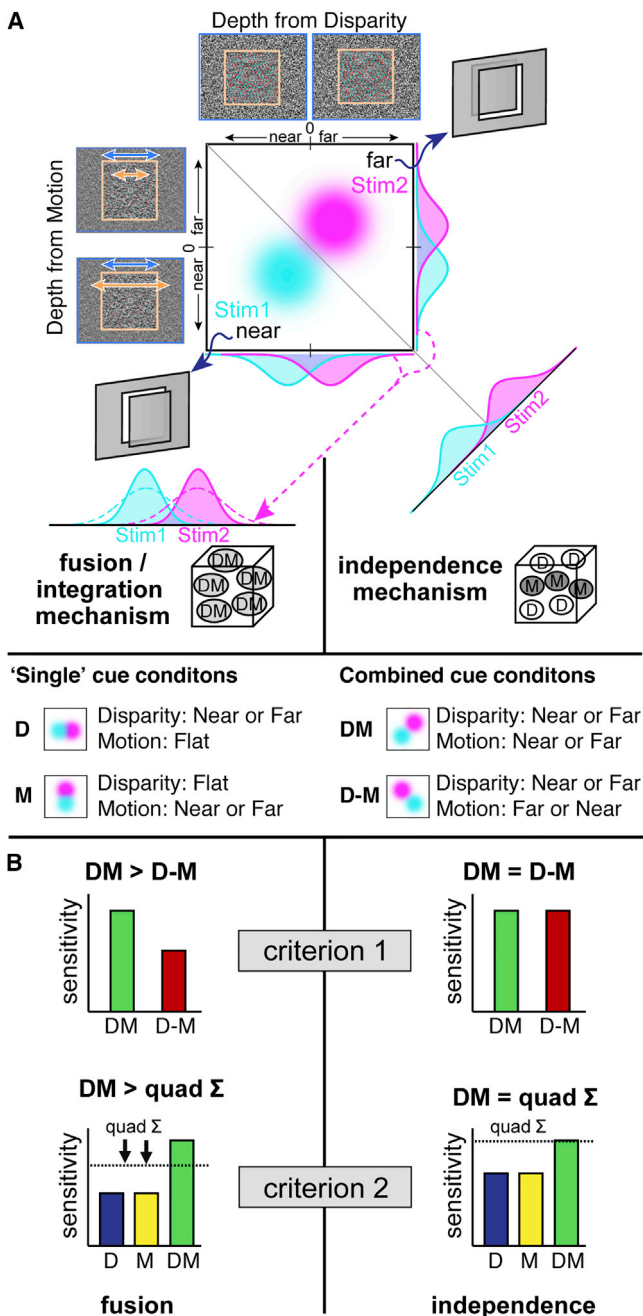 A
Depth from Disparity
0
near far
Depth from Motion
far
0
near
far
Stim2
Stim1
near
Stim1 Stim2
Stim1
Stim2
fusion /
integration
mechanism
DM
DM
DM
DM
DM
independence
mechanism
D
D
M
M
M
D
D
'Single' cue conditons
D
Disparity: Near or Far
Motion: Flat
M
Disparity: Flat
Motion: Near or Far
Combined cue conditons
DM
Disparity: Near or Far
Motion: Near or Far
D-M
Disparity: Near or Far
Motion: Far or Near
B
DM > D-M
sensitivity
DM D-M
criterion 1
DM = D-M
sensitivity
DM D-M
DM > quad Σ
quad Σ
sensitivity
D M DM
fusion
criterion 2
DM = quad Σ
quad Σ
sensitivity
D M DM
independence